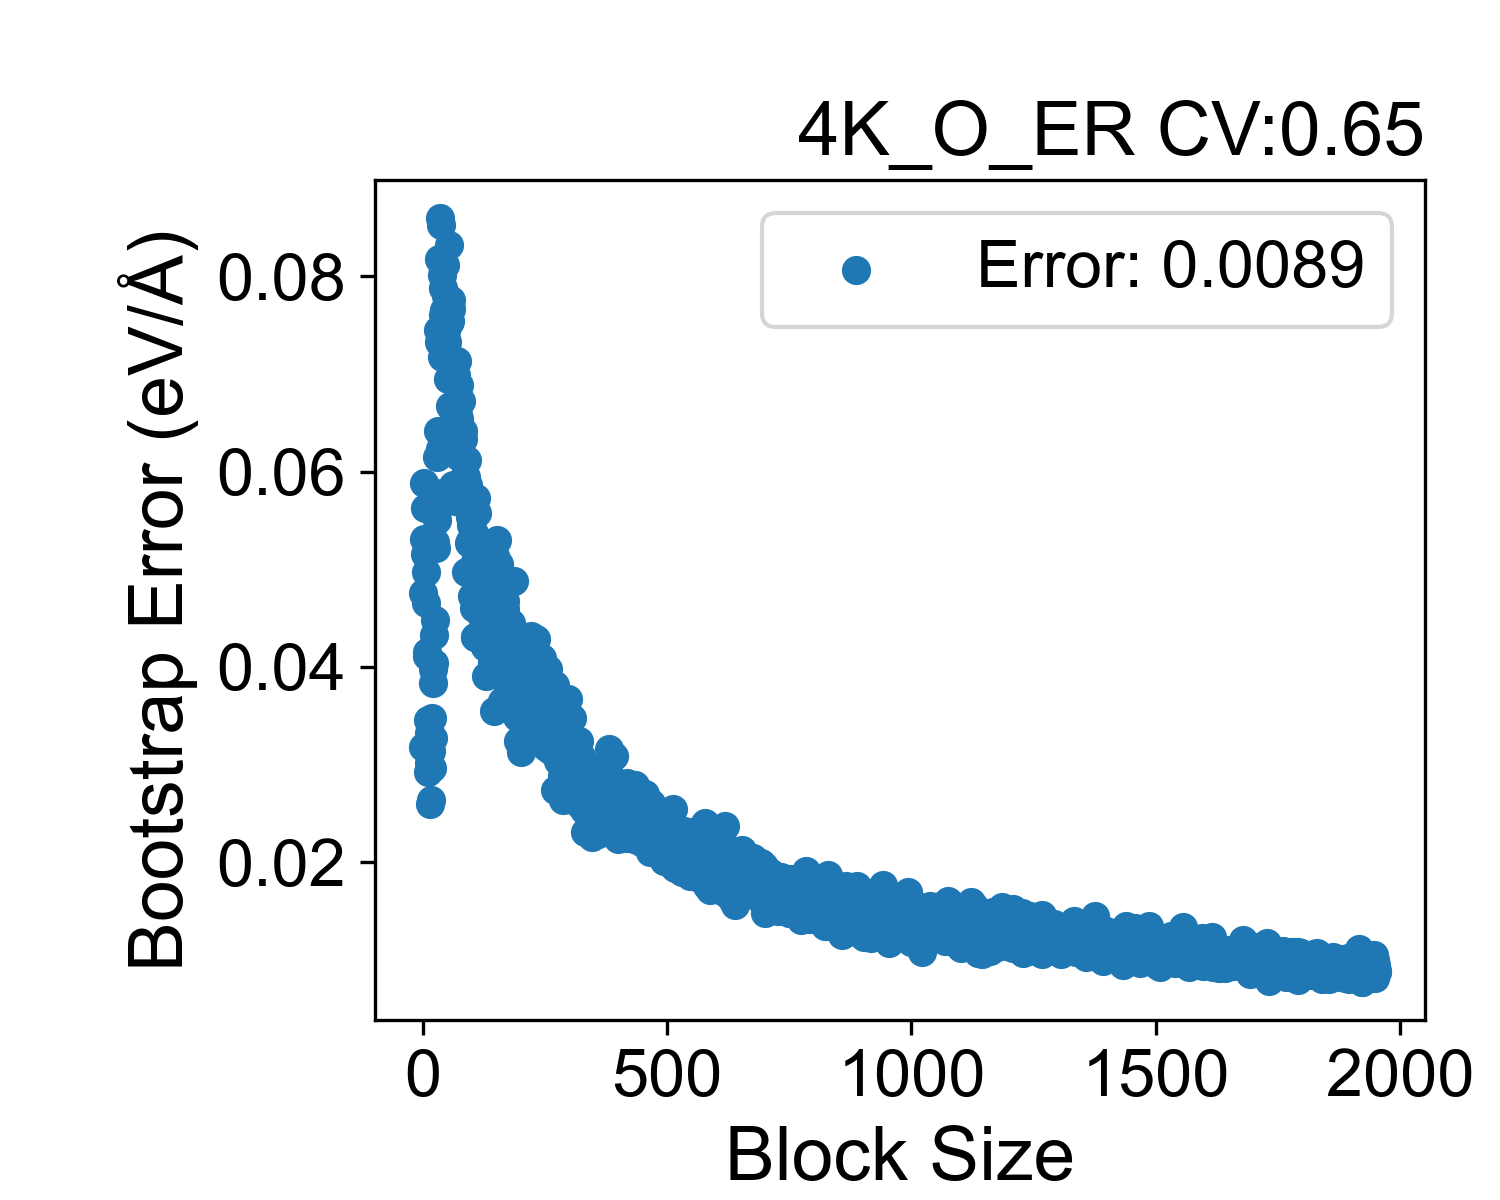 4K_O_ER CV:0.65
Error: 0.0089
Bootstrap Error (eV/Å)
0.08
0.06
0.04
0.02
0 500 1000 1500 2000
Block Size